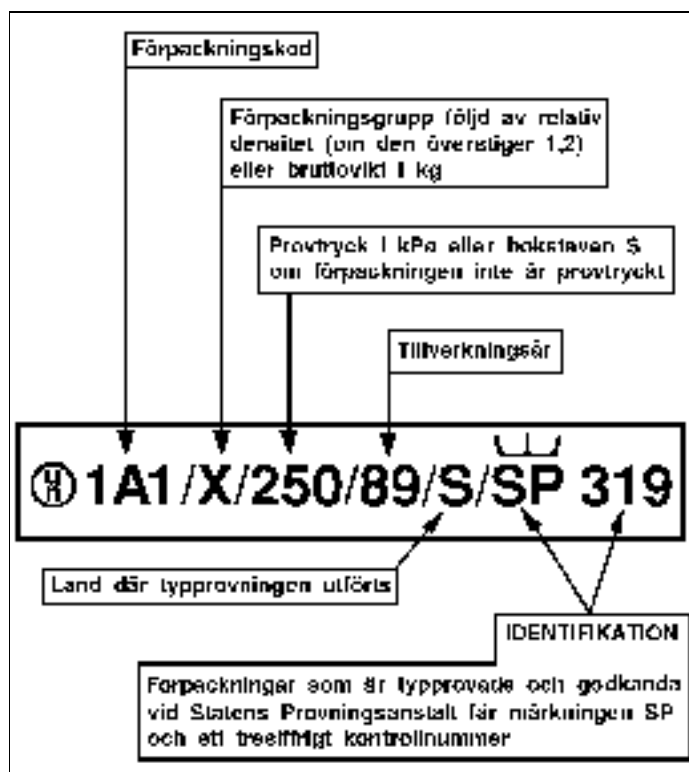 Förpackningskod
Förpackningsgrupp följd av relativ
densitet (om den överstiger 1,2)
eller bruttovikt i kg
Provtryck i kPa eller bokstaven S
om förpackningen inte är provtryckt
Tillverkningsår
UN 1A1/X/250/89/S/SP 319
Land där typprovningen utförts
IDENTIFIKATION
Förpackningar som är typprovade och godkända
vid Statens Provningsanstalt får märkningen SP
och ett tresiffrigt kontrollnummer